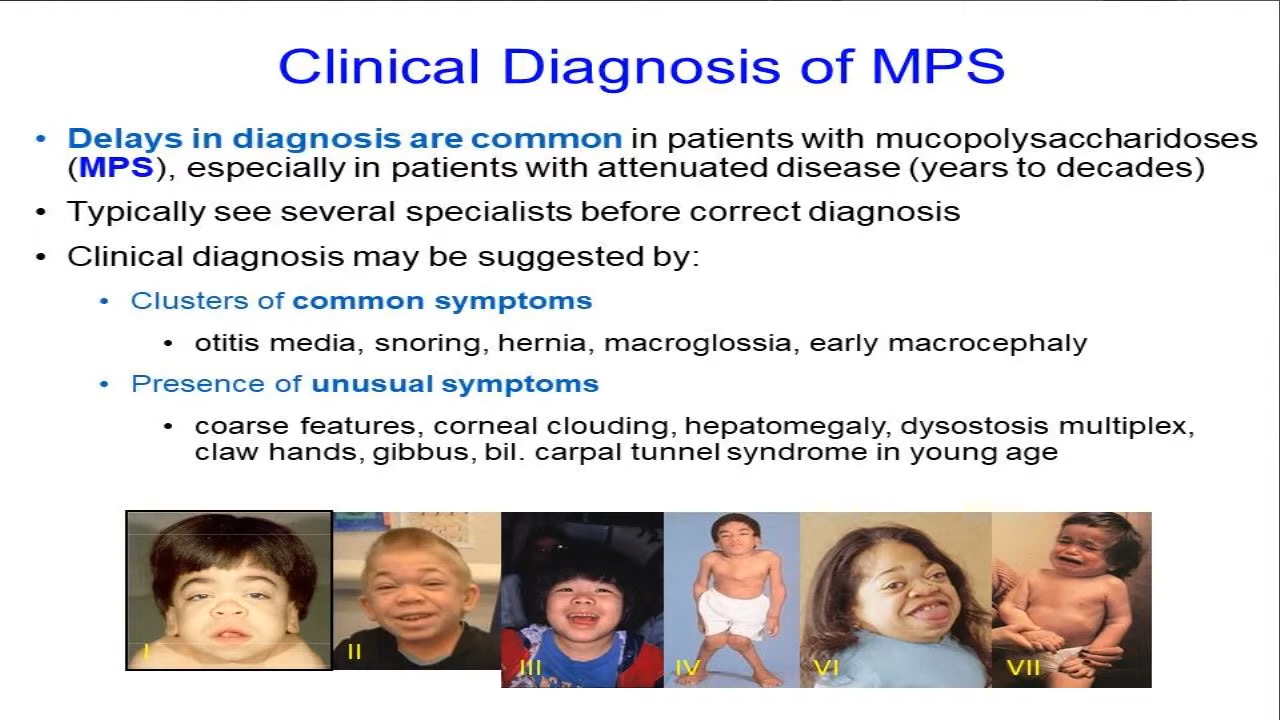 Clinical Diagnosis of MPS
• Delays in diagnosis are common in patients with mucopolysaccharidoses
(MPS), especially in patients with attenuated disease (years to decades)
• Typically see several specialists before correct diagnosis
• Clinical diagnosis may be suggested by:
• Clusters of common symptoms
• otitis media, snoring, hernia, macroglossia, early macrocephaly
• Presence of unusual symptoms
• coarse features, corneal clouding, hepatomegaly, dysostosis multiplex,
claw hands, gibbus, bil. carpal tunnel syndrome in young age
I II III IV VI VII